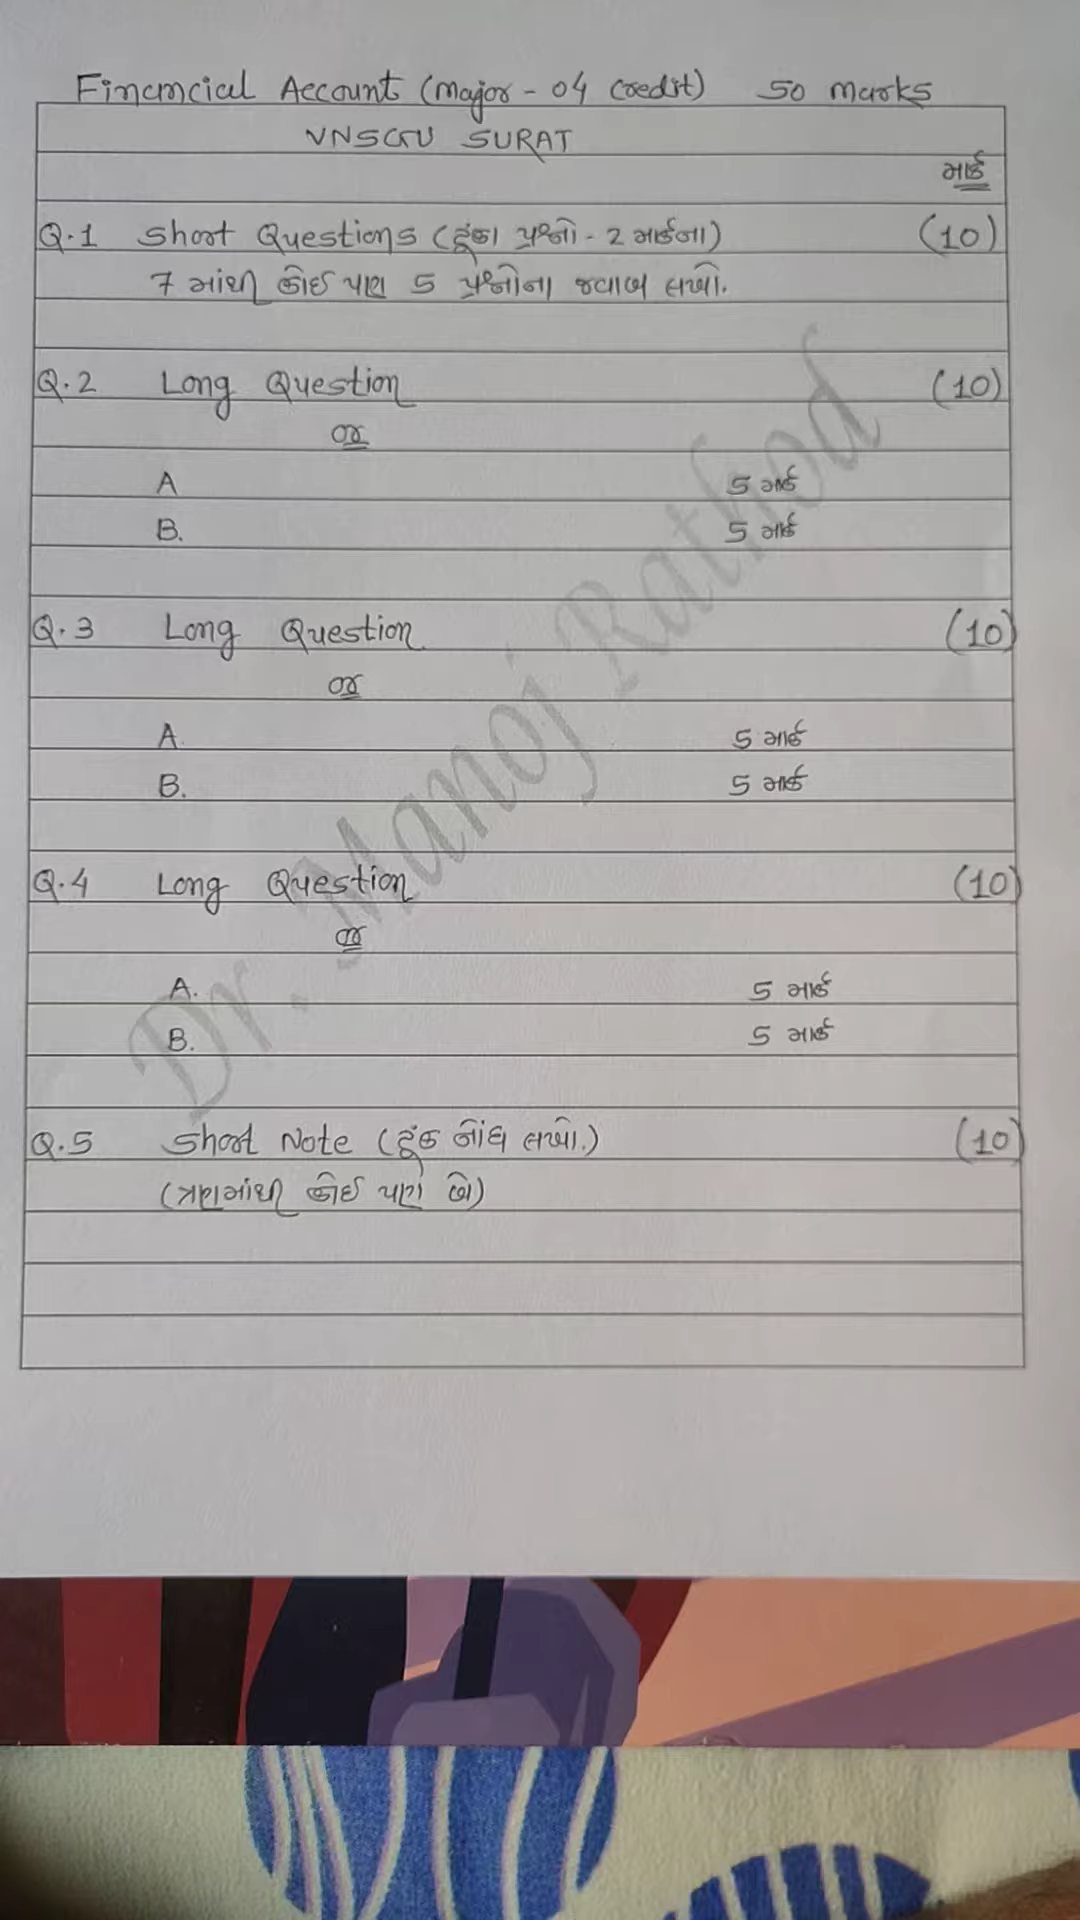 Financial Account (Major - 04 Credit) 50 Marks
VNSGU SURAT
માર્ક
Q.1 Short Questions (ટૂંકા પ્રશ્નો - 2 માર્કના) (10)
7 માંથી કોઈ પણ 5 પ્રશ્નોના જવાબ લખો.
Q.2 Long Question (10)
OR
A 5 માર્ક
B. 5 માર્ક
Q.3 Long Question (10)
OR
A. 5 માર્ક
B. 5 માર્ક
Q.4 Long Question (10)
OR
A. 5 માર્ક
B. 5 માર્ક
Q.5 Short Note (ટૂંક નોંધ લખો.) (10)
(ત્રણમાંથી કોઈ પણ બે)
Dr. Manoj Rathod